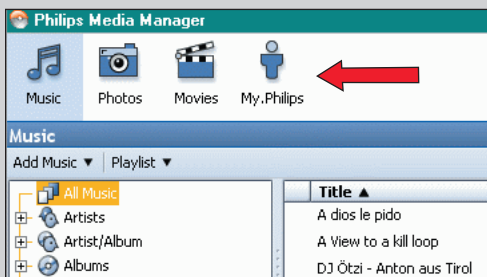 Philips Media Manager
Music Photos Movies My.Philips
Music
Add Music ▼ Playlist ▼
All Music
Artists
Artist/Album
Albums
Title ▲
A dios le pido
A View to a kill loop
DJ Ötzi - Anton aus Tirol